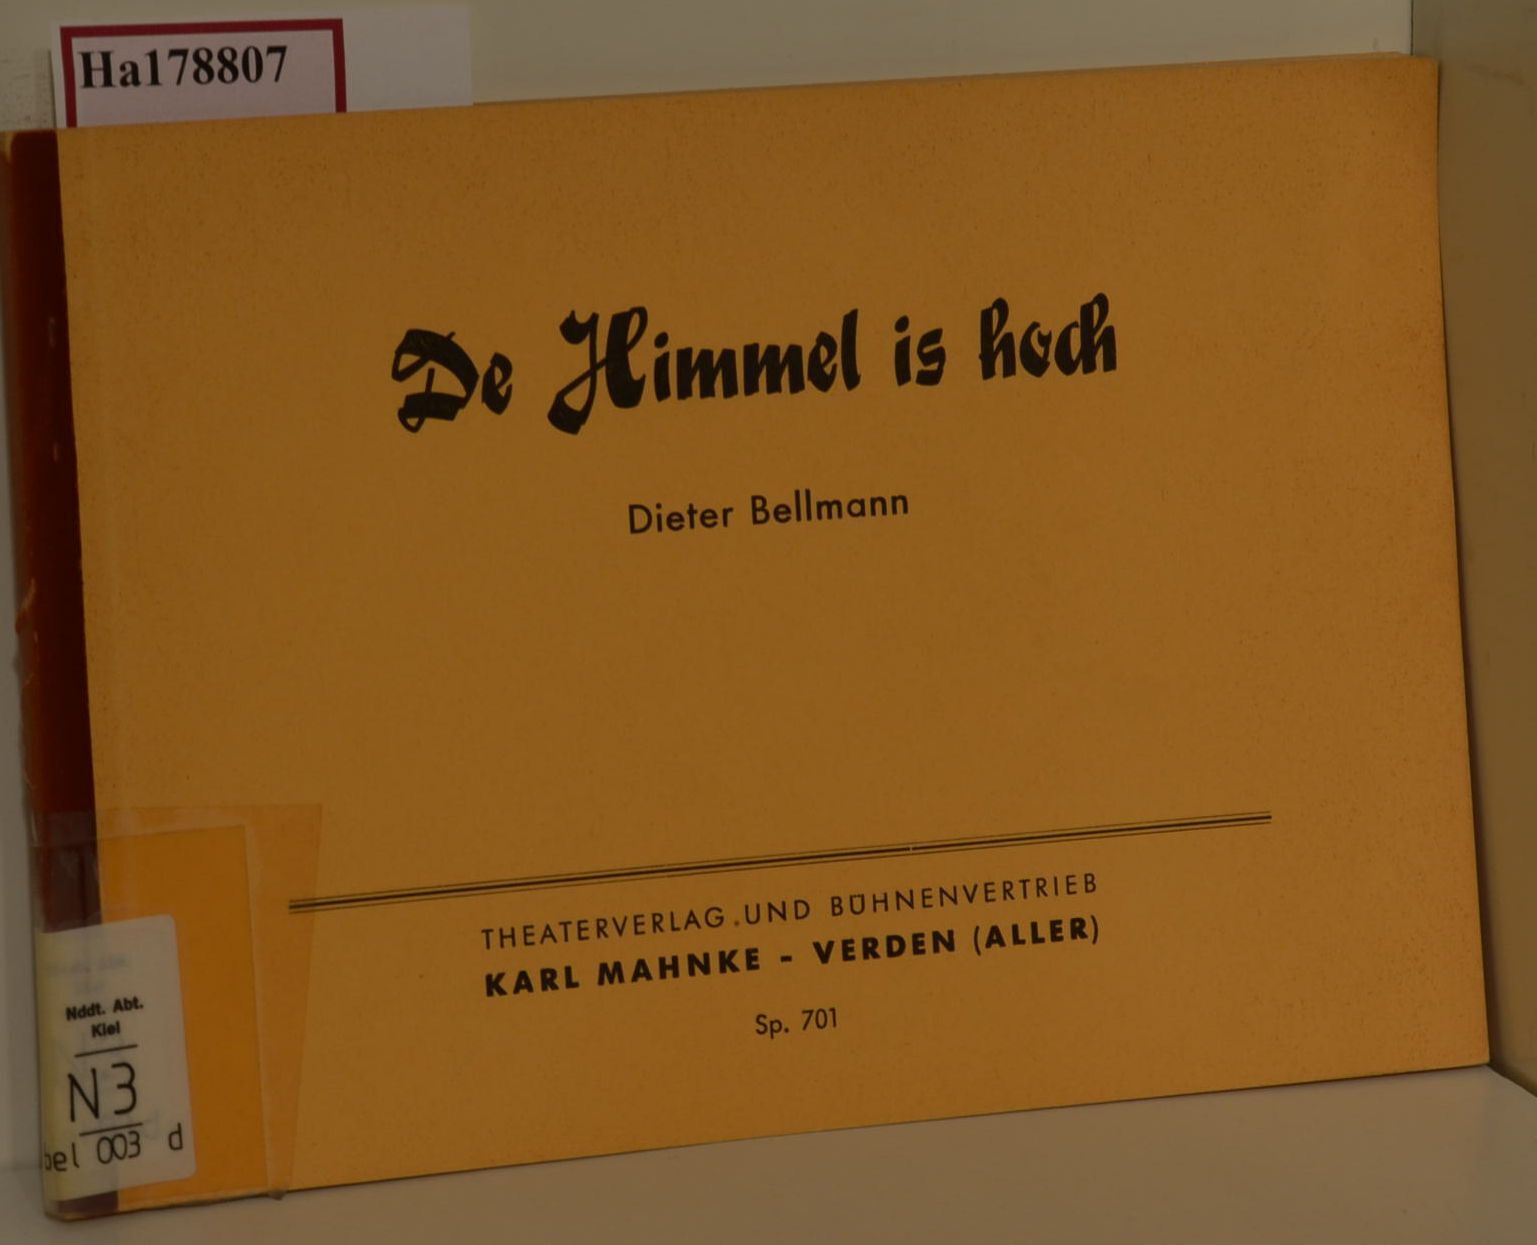 Ha178807
De Himmel is hoch
Dieter Bellmann
THEATERVERLAG UND BÜHNENVERTRIEB
KARL MAHNKE - VERDEN (ALLER)
Sp. 701
Nddt. Abt.
Kiel
N3
bel 003 d